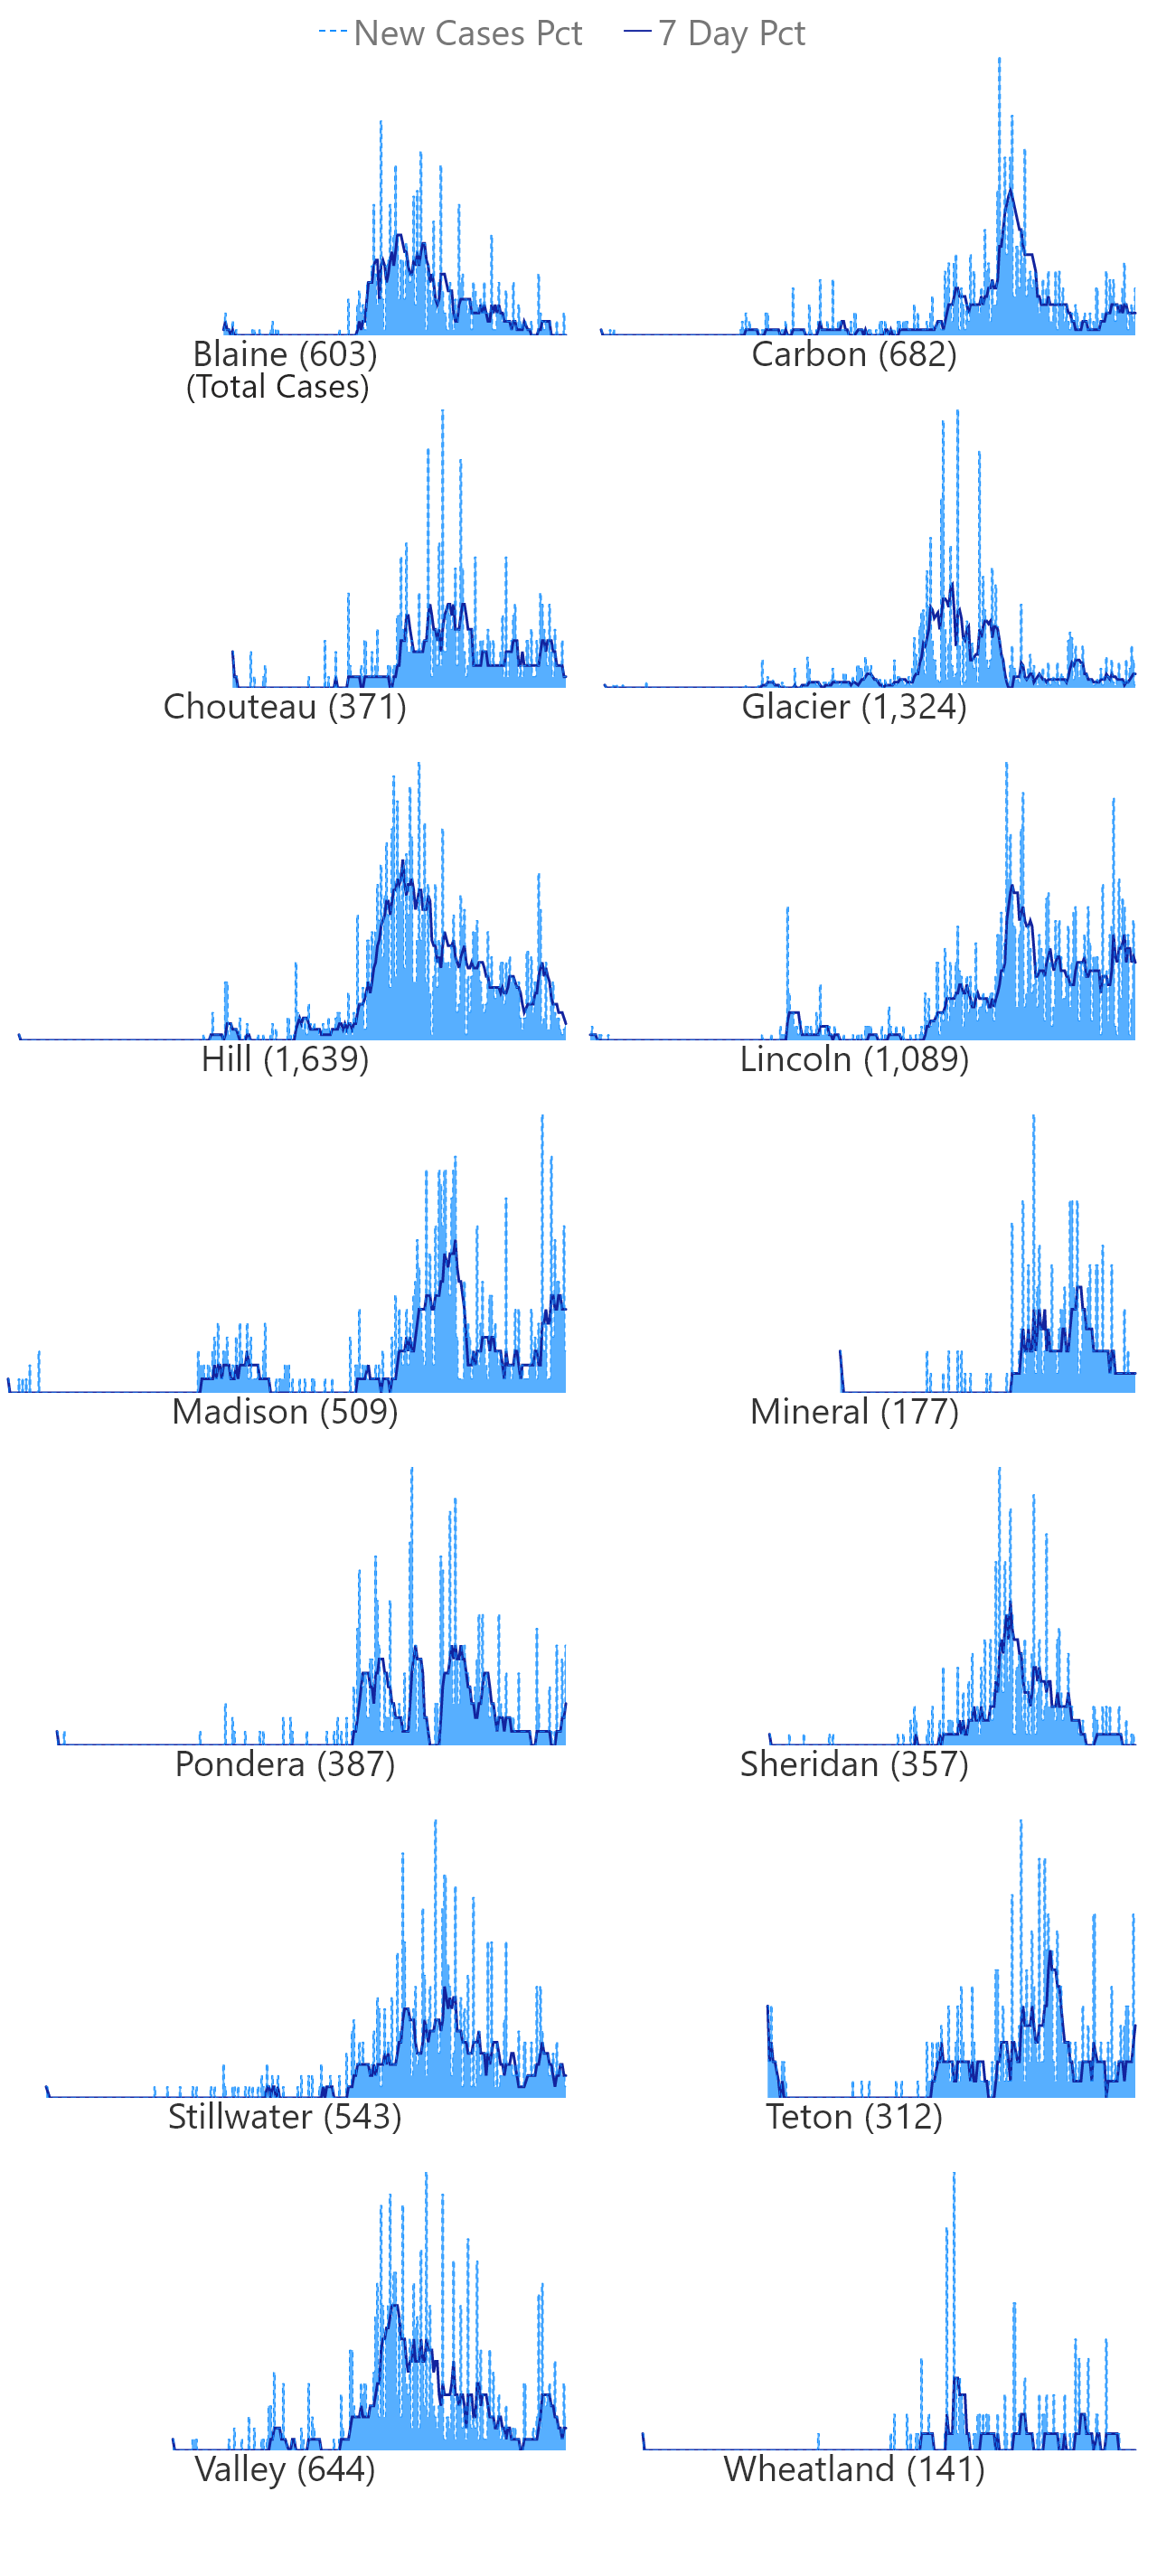 New Cases Pct 7 Day Pct
Blaine (603) Carbon (682)
(Total Cases)
Chouteau (371) Glacier (1,324)
Hill (1,639) Lincoln (1,089)
Madison (509) Mineral (177)
Pondera (387) Sheridan (357)
Stillwater (543) Teton (312)
Valley (644) Wheatland (141)